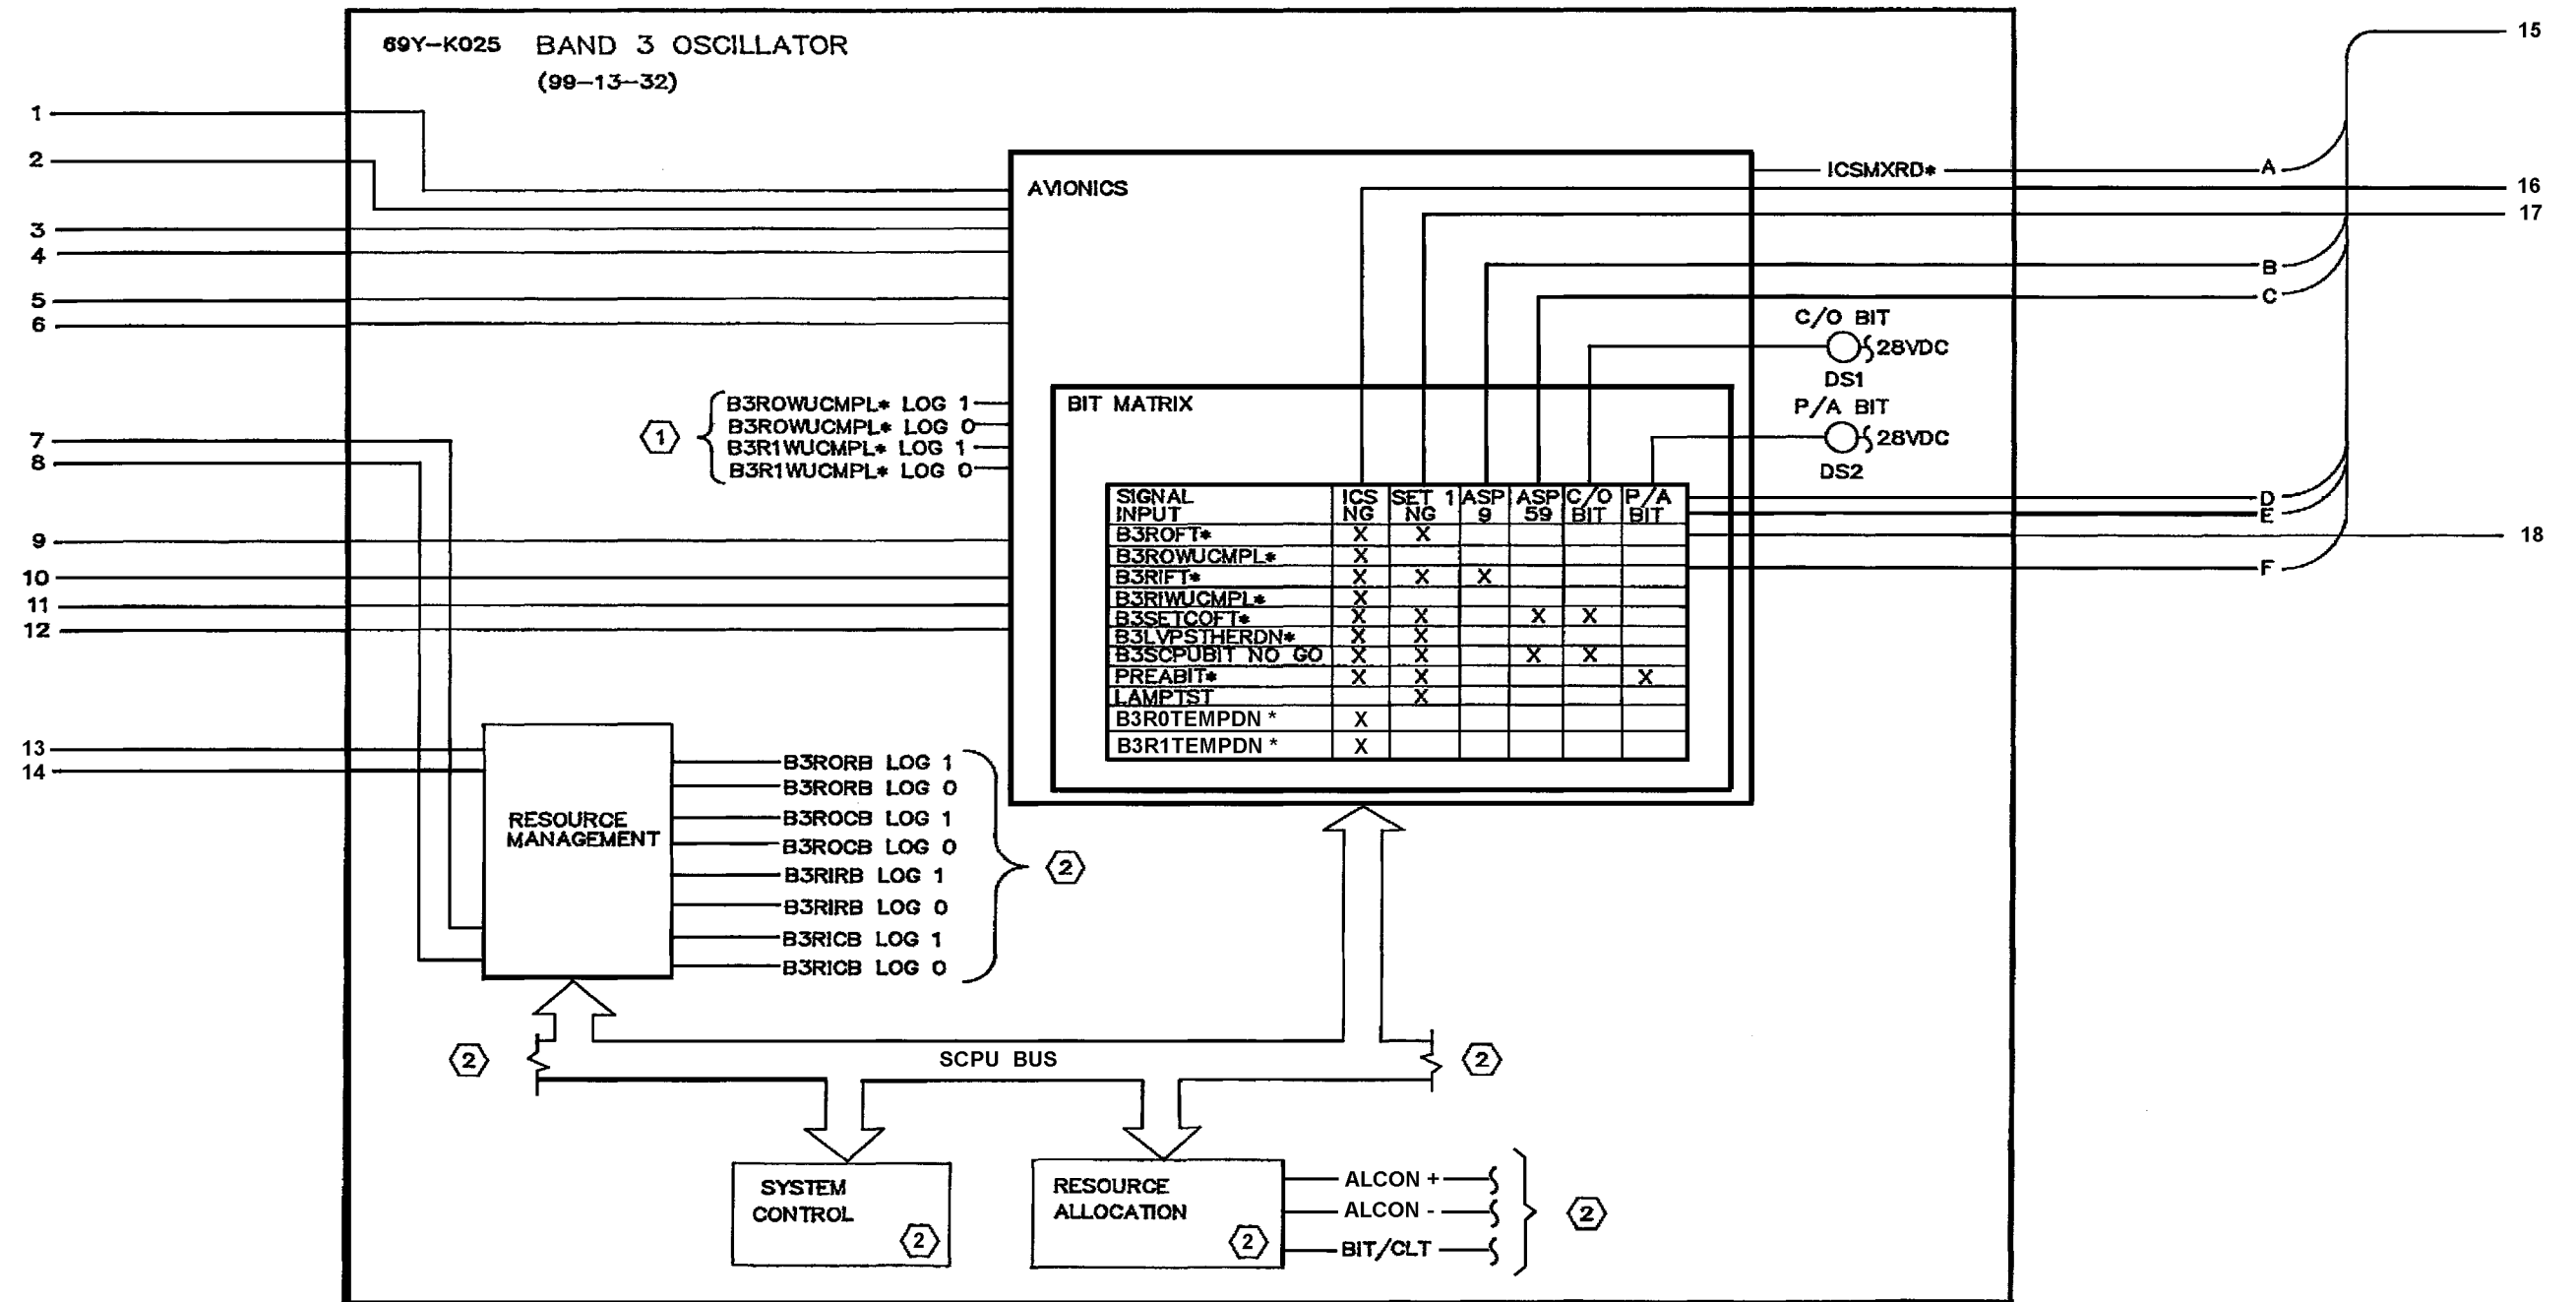 69Y-K025 BAND 3 OSCILLATOR
(99-13-32)
1
2
3
4
5
6
7
8
9
10
11
12
13
14
AVIONICS
1
B3ROWUCMPL* LOG 1
B3ROWUCMPL* LOG 0
B3R1WUCMPL* LOG 1
B3R1WUCMPL* LOG 0
BIT MATRIX
SIGNAL INPUT ICS NG SET 1 NG ASP 9 ASP 59 C/O BIT P/A BIT
B3ROFT* X X
B3ROWUCMPL* X
B3RIFT* X X X
B3RIWUCMPL* X
B3SETCOFT* X X X X
B3LVPSTHERDN* X X
B3SCPUBIT NO GO X X X X
PREABIT* X X X
LAMPTST X
B3R0TEMPDN * X
B3R1TEMPDN * X
ICSMXRD*
C/O BIT
28VDC
DS1
P/A BIT
28VDC
DS2
A
B
C
D
E
F
15
16
17
18
RESOURCE
MANAGEMENT
B3RORB LOG 1
B3RORB LOG 0
B3ROCB LOG 1
B3ROCB LOG 0
B3RIRB LOG 1
B3RIRB LOG 0
B3RICB LOG 1
B3RICB LOG 0
2
2
SCPU BUS
2
SYSTEM
CONTROL
2
RESOURCE
ALLOCATION
2
ALCON +
ALCON -
BIT/CLT
2